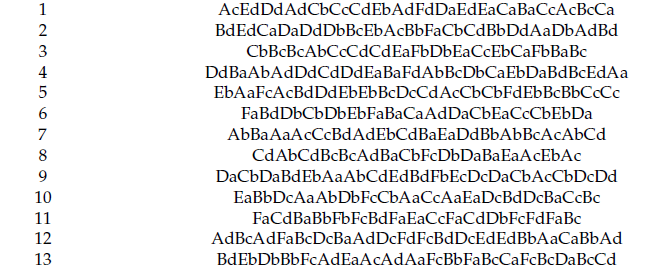 1 AcEdDdAdCbCcCdEbAdFdDaEdEaCaBaCcAcBcCa
2 BdEdCaDaDdDbBcEbAcBbFaCbCdBbDdAaDbAdBd
3 CbBcBcAbCcCdCdEaFbDbEaCcEbCaFbBaBc
4 DdBaAbAdDdCdDdEaBaFdAbBcDbCaEbDaBdBcEdAa
5 EbAaFcAcBdDdEbEbBcDcCdAcCbCbFdEbBcBbCcCc
6 FaBdDbCbDbEbFaBaCaAdDaCbEaCcCbEbDa
7 AbBaAaAcCcBdAdEbCdBaEaDdBbAbBcAcAbCd
8 CdAbCdBcBcAdBaCbFcDbDaBaEaAcEbAc
9 DaCbDaBdEbAaAbCdEdBdFbEcDcDaCbAcCbDcDd
10 EaBbDcAaAbDbFcCbAaCcAaEaDcBdDcBaCcBc
11 FaCdBaBbFbFcBdFaEaCcFaCdDbFcFdFaBc
12 AdBcAdFaBcDcBaAdDcFdFcBdDcEdEdBbAaCaBbAd
13 BdEbDbBbFcAdEaAcAdAaFcBbFaBcCaFcBcDaBcCd